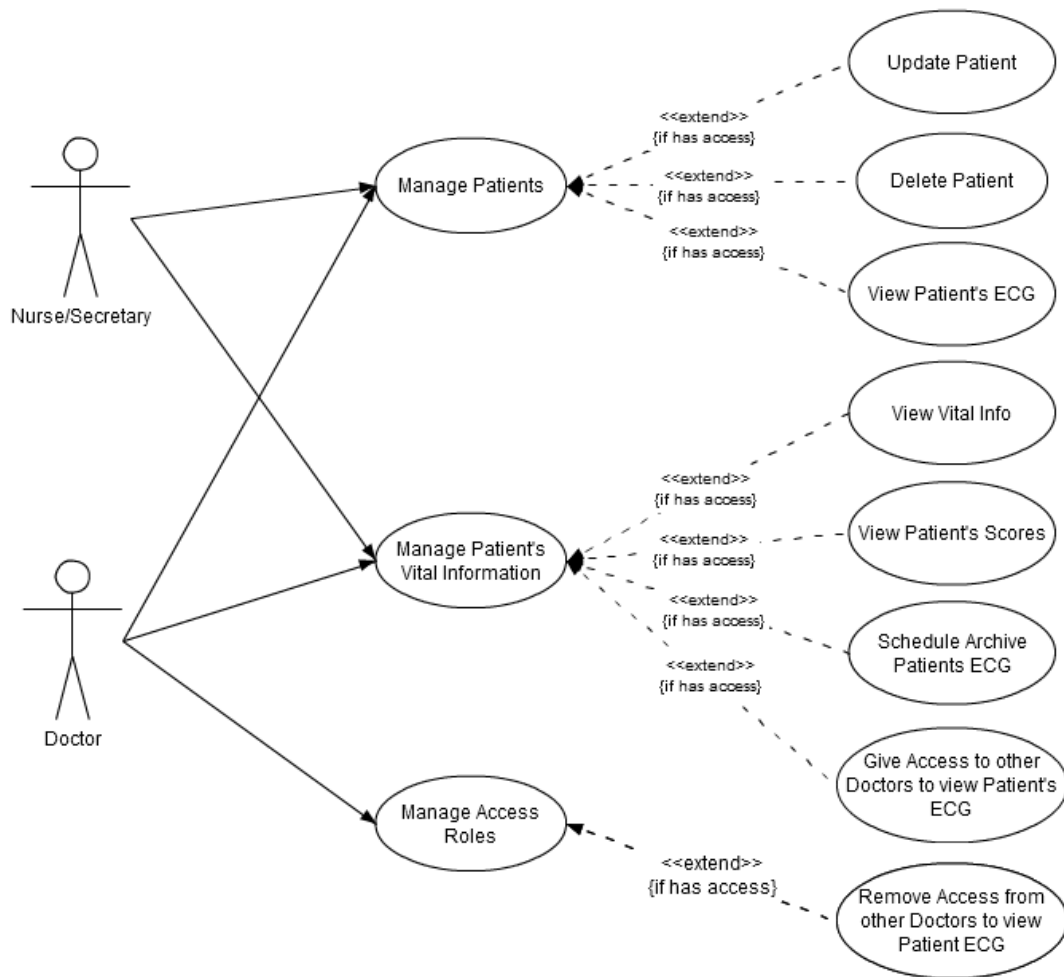 Update Patient
<<extend>>
{if has access}
Manage Patients
<<extend>>
{if has access}
Delete Patient
<<extend>>
{if has access}
View Patient's ECG
Nurse/Secretary
View Vital Info
<<extend>>
{if has access}
Manage Patient's
Vital Information
<<extend>>
{if has access}
View Patient's Scores
<<extend>>
{if has access}
Schedule Archive
Patients ECG
<<extend>>
{if has access}
Doctor
Give Access to other
Doctors to view Patient's
ECG
Manage Access
Roles
<<extend>>
{if has access}
Remove Access from
other Doctors to view
Patient ECG